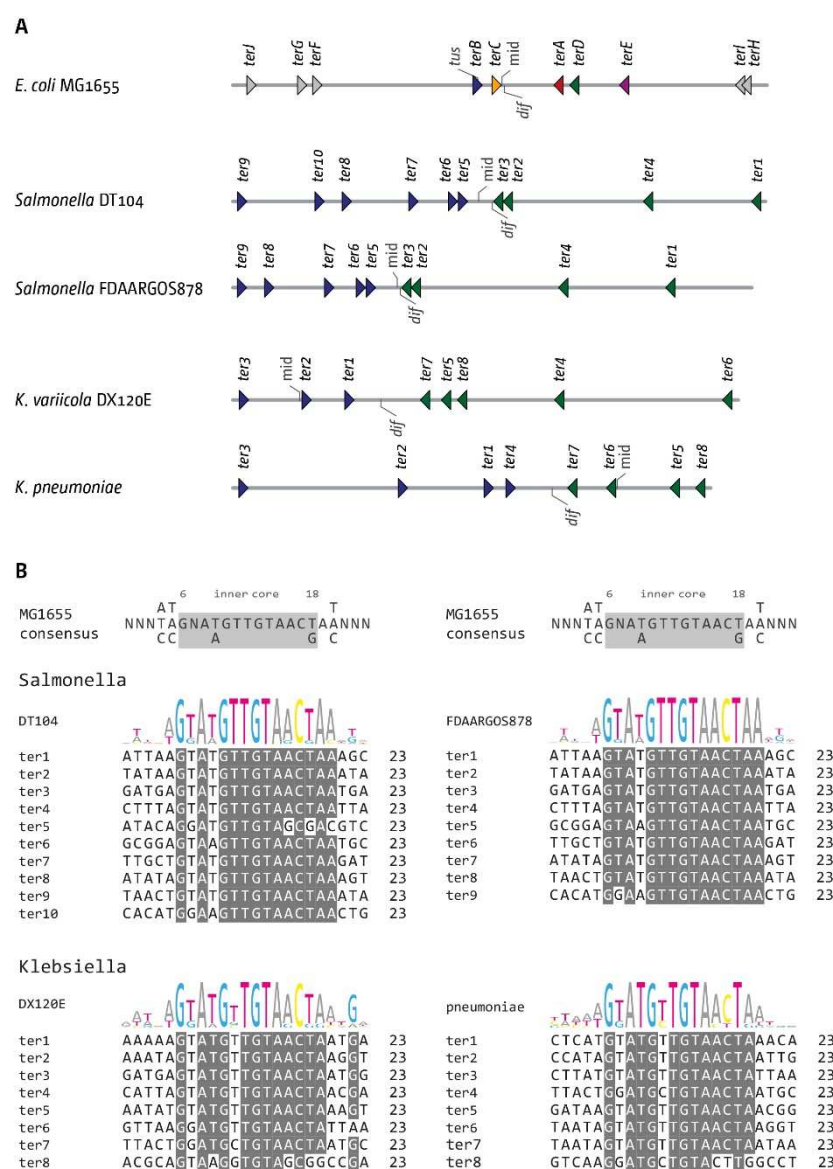 A
terJ terG terF tus terB terC mid terA terD terE terI terH
E. coli MG1655
dif
ter9 ter10 ter8 ter7 ter6 ter5 mid ter3 ter2 ter4 ter1
Salmonella DT104
dif
ter9 ter8 ter7 ter6 ter5 mid ter3 ter2 ter4 ter1
Salmonella FDAARGOS878
dif
ter3 mid ter2 ter1 ter7 ter5 ter8 ter4 ter6
K. variicola DX120E
dif
ter3 ter2 ter1 ter4 ter7 ter6 mid ter5 ter8
K. pneumoniae
dif
B
6 inner core 18
AT T
MG1655 consensus
NNNTAGNATGTTGTAACTAANNN
CC A G C
6 inner core 18
AT T
MG1655 consensus
NNNTAGNATGTTGTAACTAANNN
CC A G C
Salmonella
DT104
ter1 ATTAAGTATGTTGTAACTAAAGC 23
ter2 TATAAGTATGTTGTAACTAAATA 23
ter3 GATGAGTATGTTGTAACTAATGA 23
ter4 CTTTAGTATGTTGTAACTAATTA 23
ter5 ATACAGGATGTTGTAGCGACGTC 23
ter6 GCGGAGTAAGTTGTAACTAATGC 23
ter7 TTGCTGTATGTTGTAACTAAGAT 23
ter8 ATATAGTATGTTGTAACTAAAGT 23
ter9 TAACTGTATGTTGTAACTAAATA 23
ter10 CACATGGAAGTTGTAACTAACTG 23
FDAARGOS878
ter1 ATTAAGTATGTTGTAACTAAAGC 23
ter2 TATAAGTATGTTGTAACTAAATA 23
ter3 GATGAGTATGTTGTAACTAATGA 23
ter4 CTTTAGTATGTTGTAACTAATTA 23
ter5 GCGGAGTAAGTTGTAACTAATGC 23
ter6 TTGCTGTATGTTGTAACTAAGAT 23
ter7 ATATAGTATGTTGTAACTAAAGT 23
ter8 TAACTGTATGTTGTAACTAAATA 23
ter9 CACATGGAAGTTGTAACTAACTG 23
Klebsiella
DX120E
ter1 AAAAAGTATGTTGTAACTAATGA 23
ter2 AAATAGTATGTTGTAACTAAGGT 23
ter3 GATGAGTATGTTGTAACTAATGG 23
ter4 CATTAGTATGTTGTAACTAACGA 23
ter5 AATATGTATGTTGTAACTAAAGT 23
ter6 GTTAAGGATGTTGTAACTATTAA 23
ter7 TTACTGGATGCTGTAACTAATGC 23
ter8 ACGCAGTAAGGTGTAGCGGCCGA 23
pneumoniae
ter1 CTCATGTATGTTGTAACTAAACA 23
ter2 CCATAGTATGTTGTAACTAATTG 23
ter3 CTTATGTATGTTGTAACTATTAA 23
ter4 TTACTGGATGCTGTAACTAATGC 23
ter5 GATAAGTATGTTGTAACTAACGG 23
ter6 TAATAGTATGTTGTAACTAAGGT 23
ter7 TAATAGTATGTTGTAACTAATAA 23
ter8 GTCAAGGATGCTGTACTTGGCCT 23